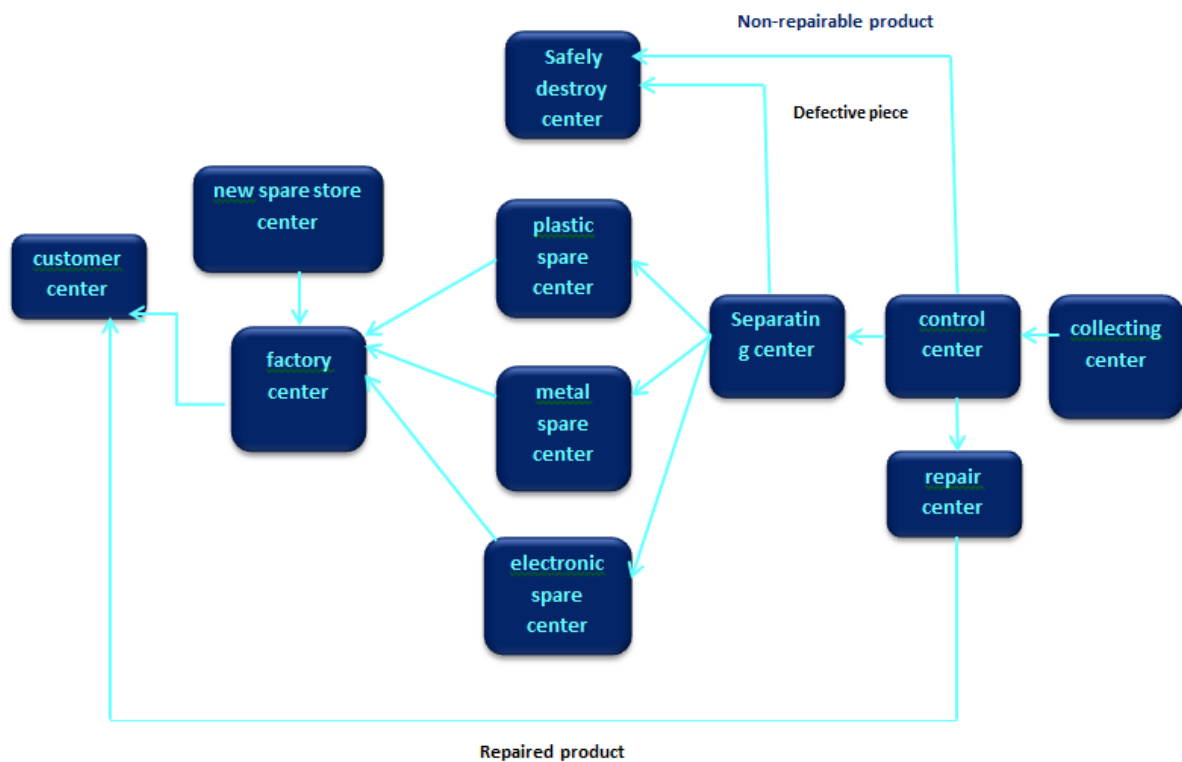 Non-repairable product
Safely
destroy
center
Defective piece
new spare store
center
customer
center
plastic
spare
center
Separatin
g center
control
center
collecting
center
factory
center
metal
spare
center
repair
center
electronic
spare
center
Repaired product